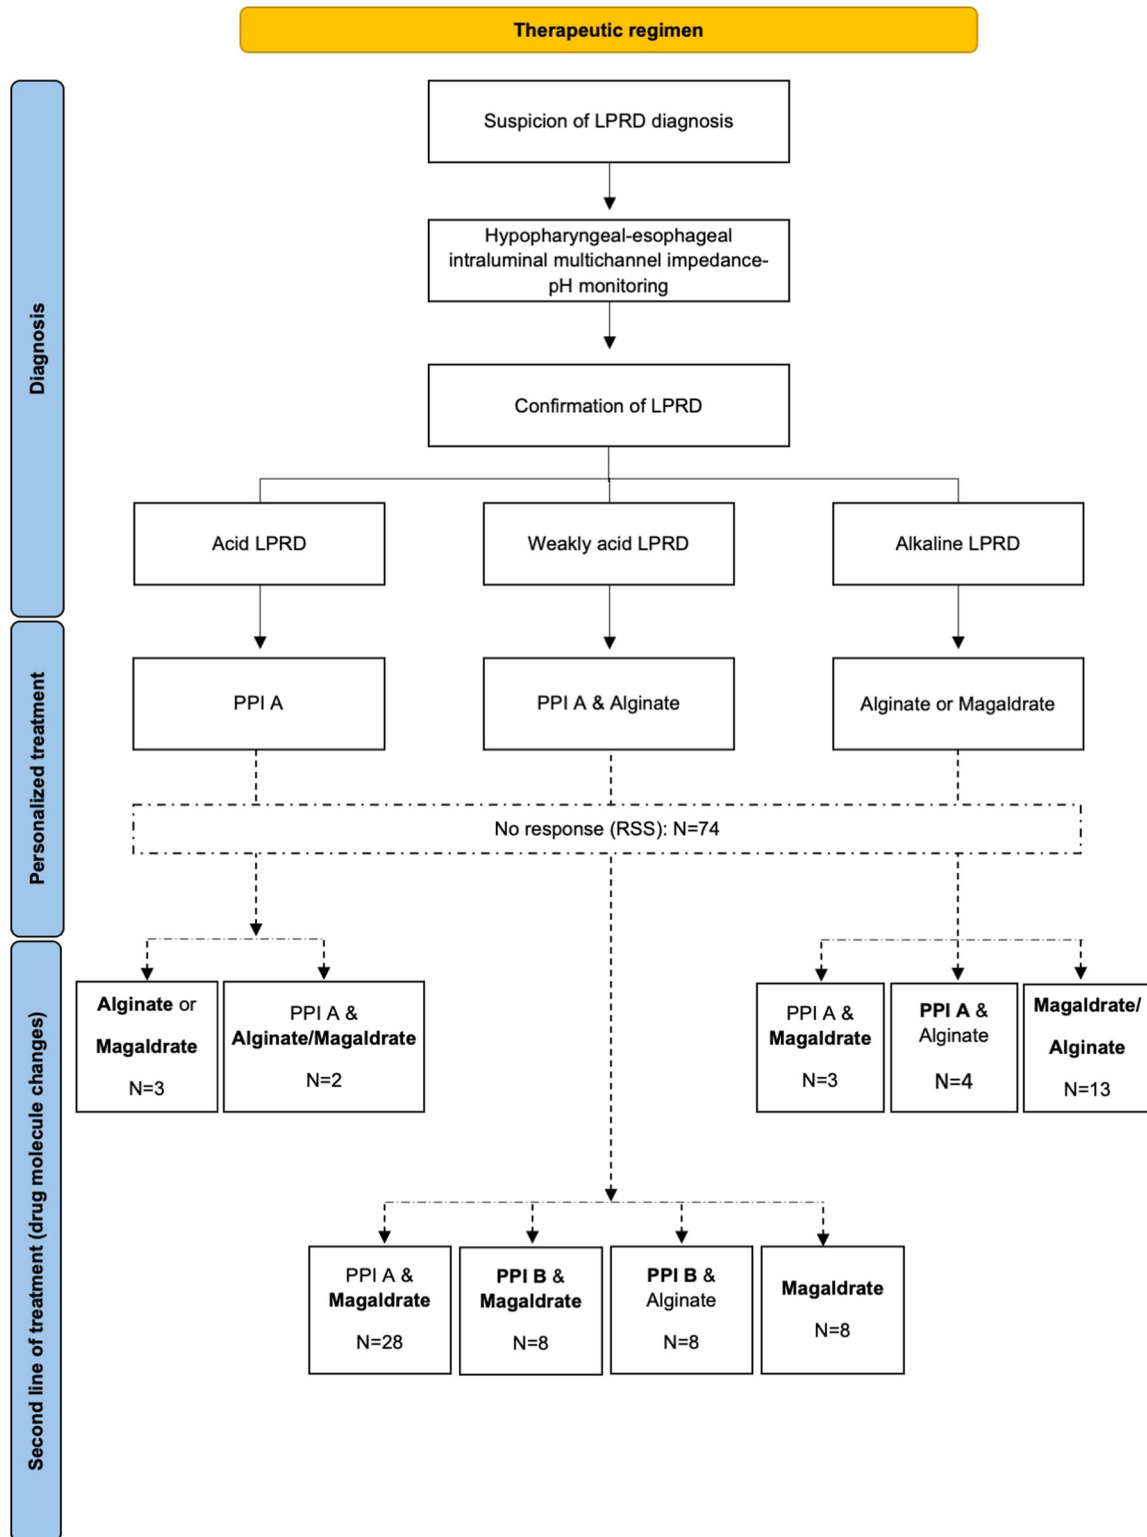 Therapeutic regimen
Diagnosis
Suspicion of LPRD diagnosis
Hypopharyngeal-esophageal
intraluminal multichannel impedance-
pH monitoring
Confirmation of LPRD
Acid LPRD
Weakly acid LPRD
Alkaline LPRD
Personalized treatment
PPI A
PPI A & Alginate
Alginate or Magaldrate
No response (RSS): N=74
Second line of treatment (drug molecule changes)
Alginate or
Magaldrate
N=3
PPI A &
Alginate/Magaldrate
N=2
PPI A &
Magaldrate
N=3
PPI A &
Alginate
N=4
Magaldrate/
Alginate
N=13
PPI A &
Magaldrate
N=28
PPI B &
Magaldrate
N=8
PPI B &
Alginate
N=8
Magaldrate
N=8